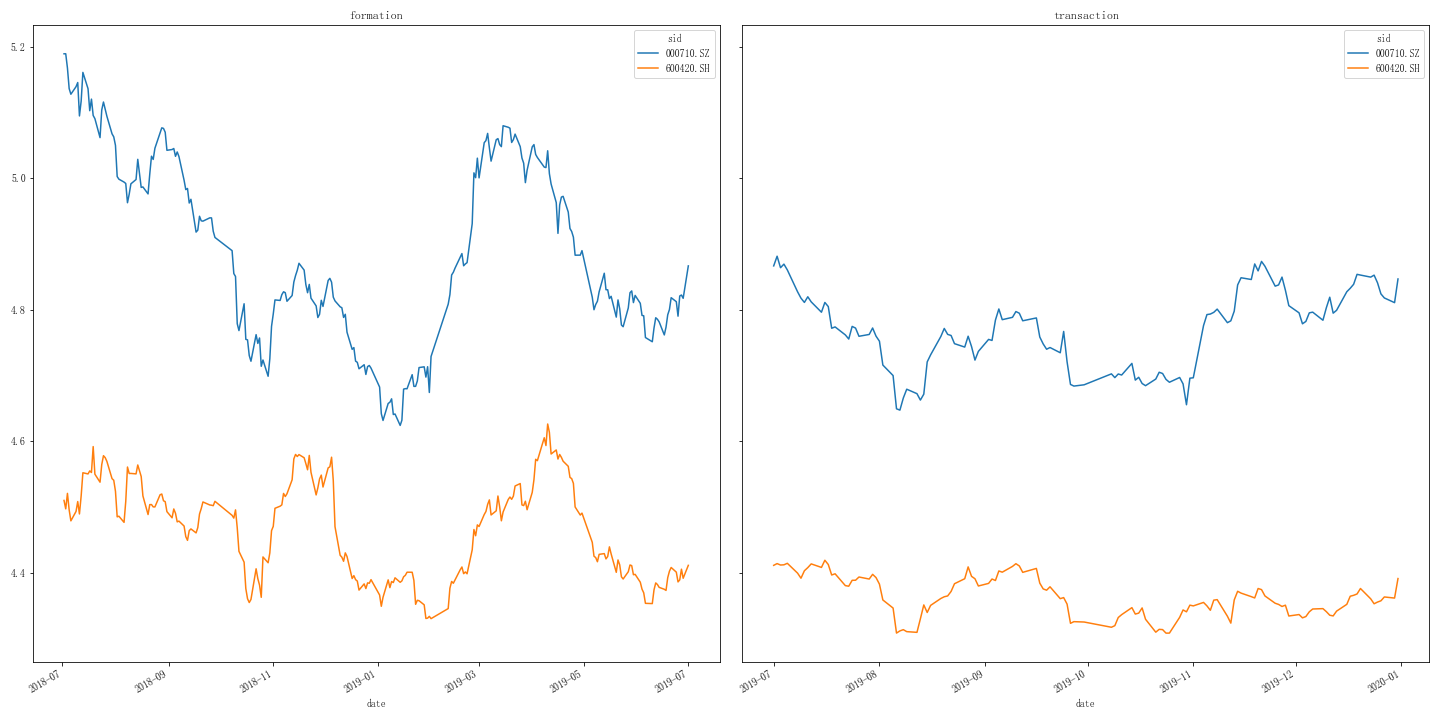 formation
5.2
5.0
4.8
4.6
4.4
sid
000710.SZ
600420.SH
2018-07
2018-09
2018-11
2019-01
2019-03
2019-05
2019-07
date
transaction
sid
000710.SZ
600420.SH
2019-07
2019-08
2019-09
2019-10
2019-11
2019-12
2020-01
date